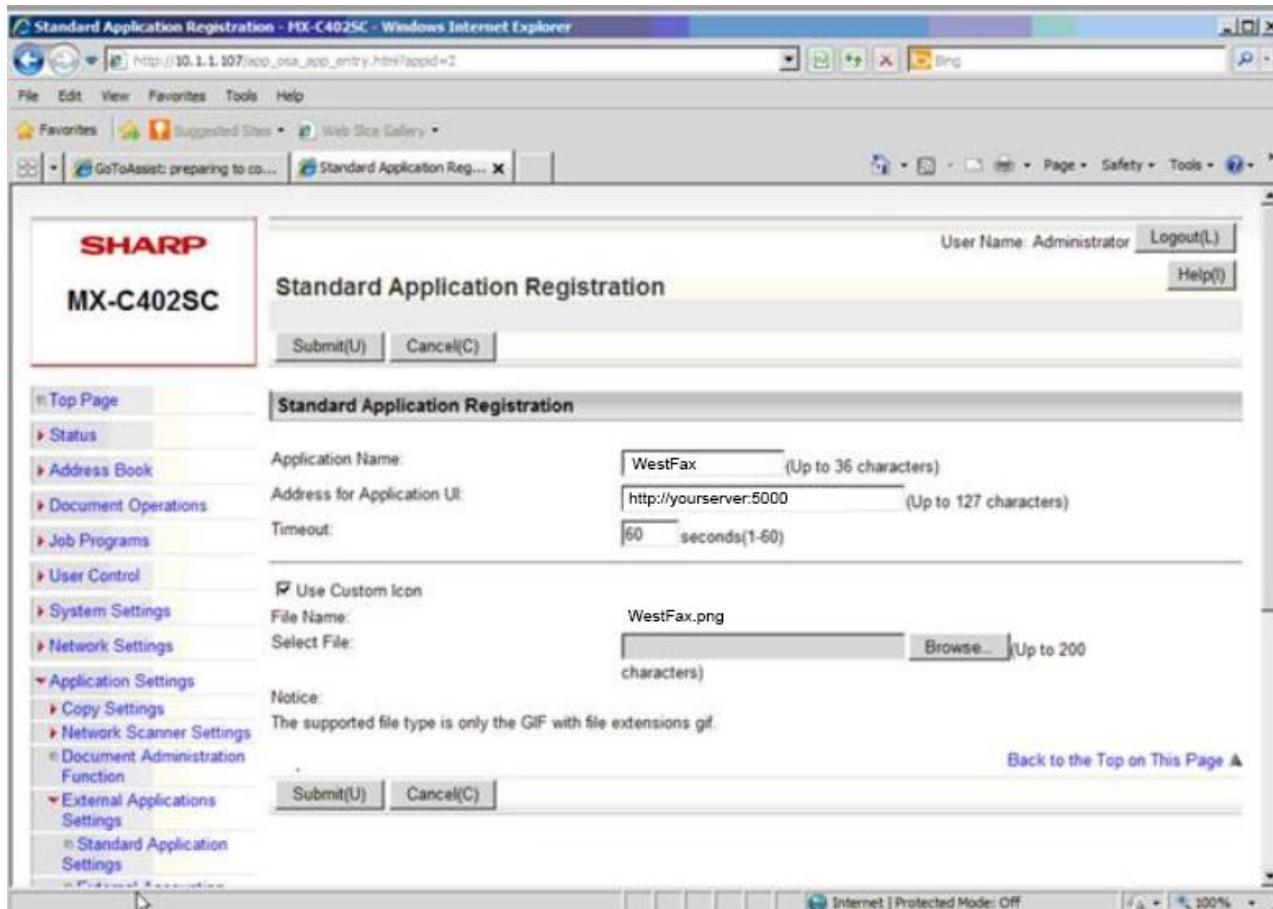 Standard Application Registration - MX-C402SC - Windows Internet Explorer
http://10.1.1.107/app_osa_app_entry.html?appid=2
Bing
File Edit View Favorites Tools Help
Favorites Suggested Sites Web Slice Gallery
GoToAssist: preparing to co... Standard Application Reg... X Page Safety Tools
SHARP
MX-C402SC
User Name: Administrator Logout(L)
Help(I)
Standard Application Registration
Submit(U) Cancel(C)
Top Page
Status
Address Book
Document Operations
Job Programs
User Control
System Settings
Network Settings
Application Settings
Copy Settings
Network Scanner Settings
Document Administration
Function
External Applications
Settings
Standard Application
Settings
Standard Application Registration
Application Name: WestFax (Up to 36 characters)
Address for Application UI: http://yourserver:5000 (Up to 127 characters)
Timeout: 60 seconds(1-60)
Use Custom Icon
File Name: WestFax.png
Select File: Browse... (Up to 200
characters)
Notice:
The supported file type is only the GIF with file extensions gif.
Back to the Top on This Page
Submit(U) Cancel(C)
Internet | Protected Mode: Off 100%